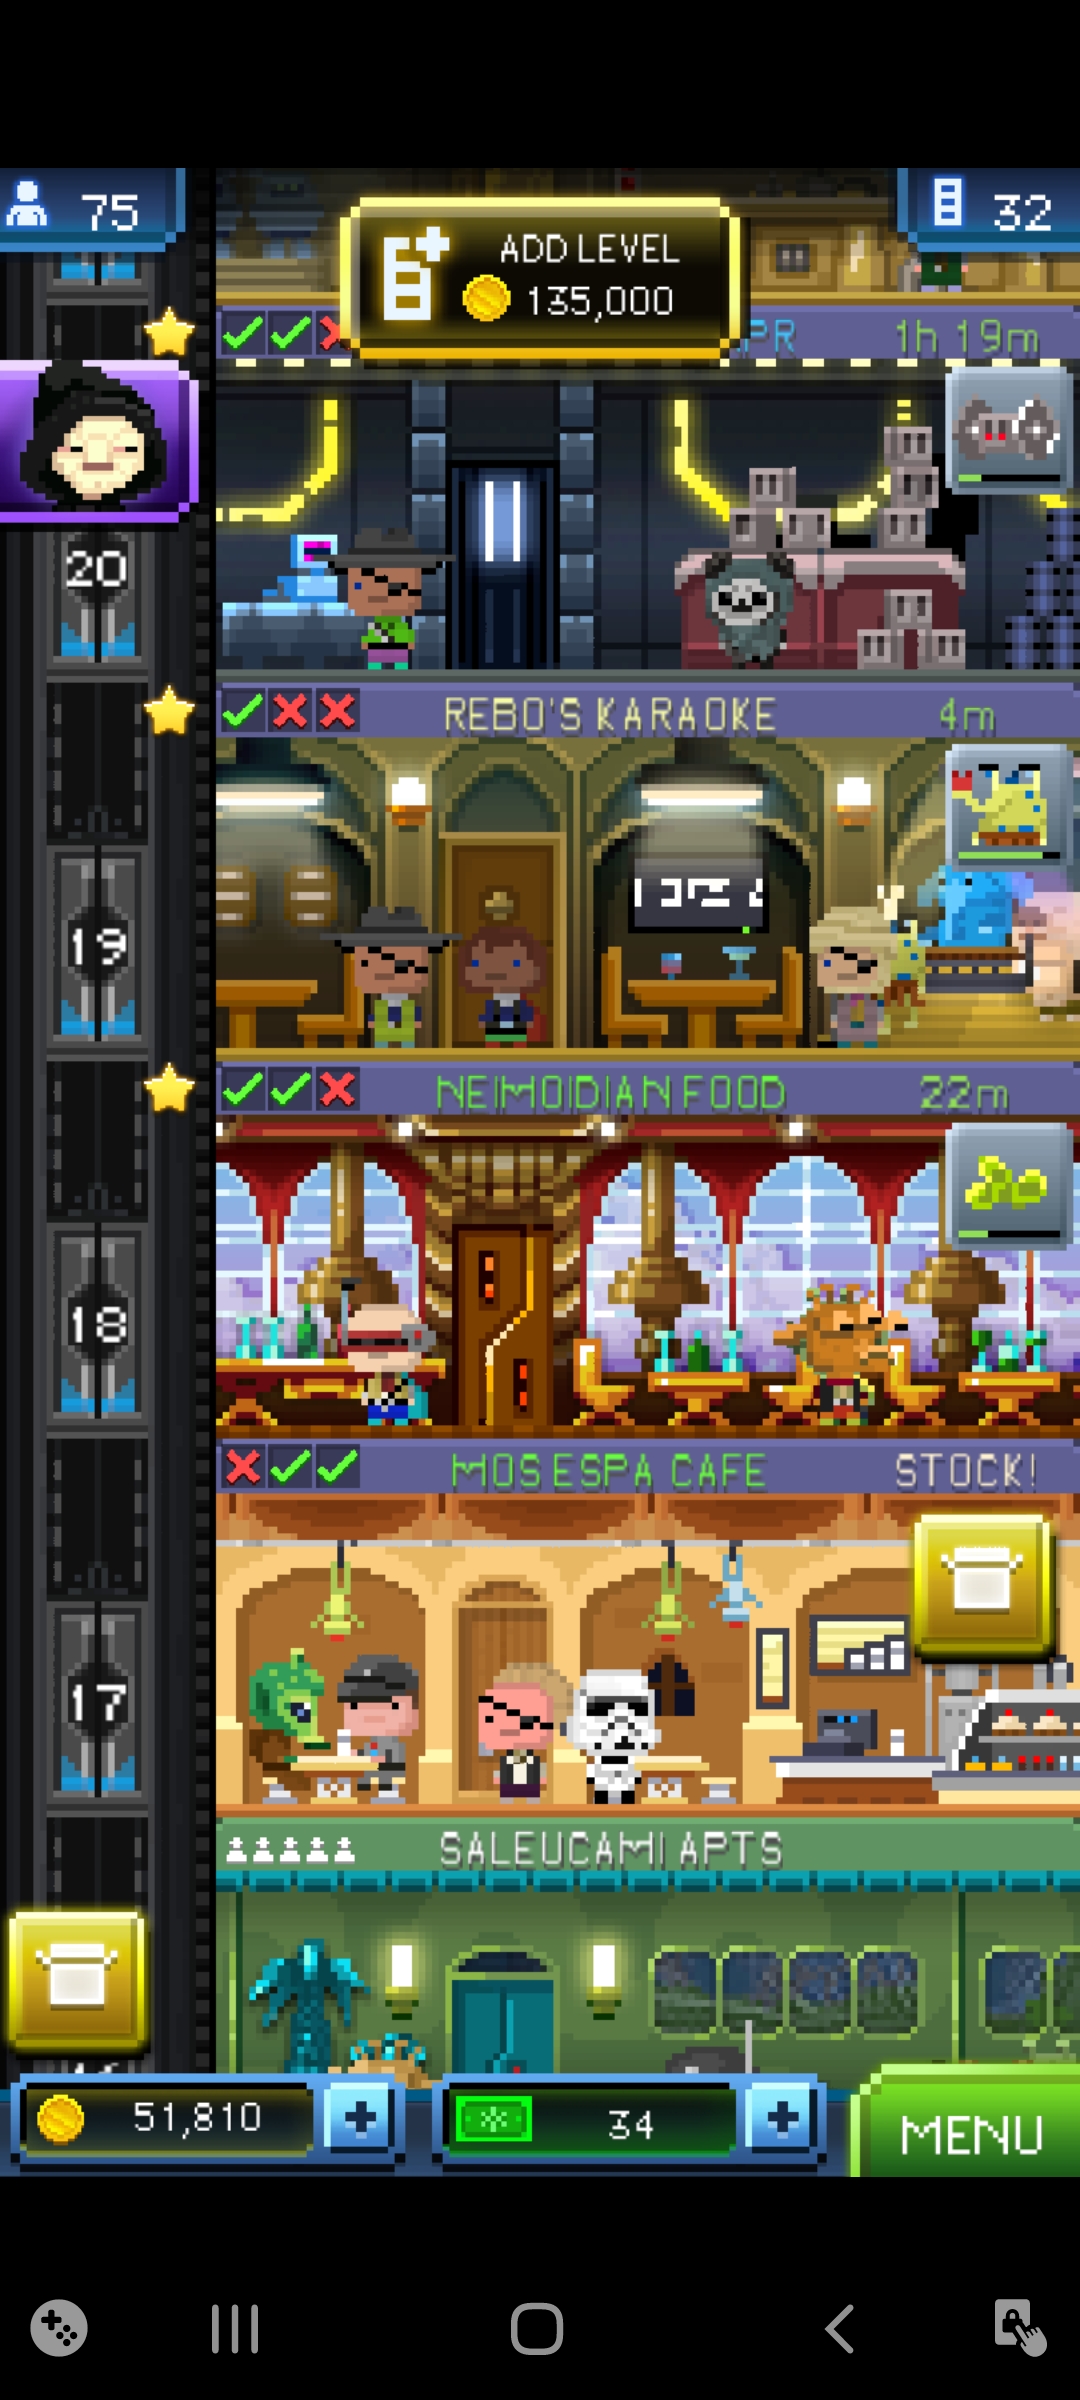 75
ADD LEVEL
135,000
32
PR
1h 19m
20
REBO'S KARAOKE
4m
19
NEIMOIDIAN FOOD
22m
18
MOS ESPA CAFE
STOCK!
17
SALEUCAMI APTS
51,810
34
MENU